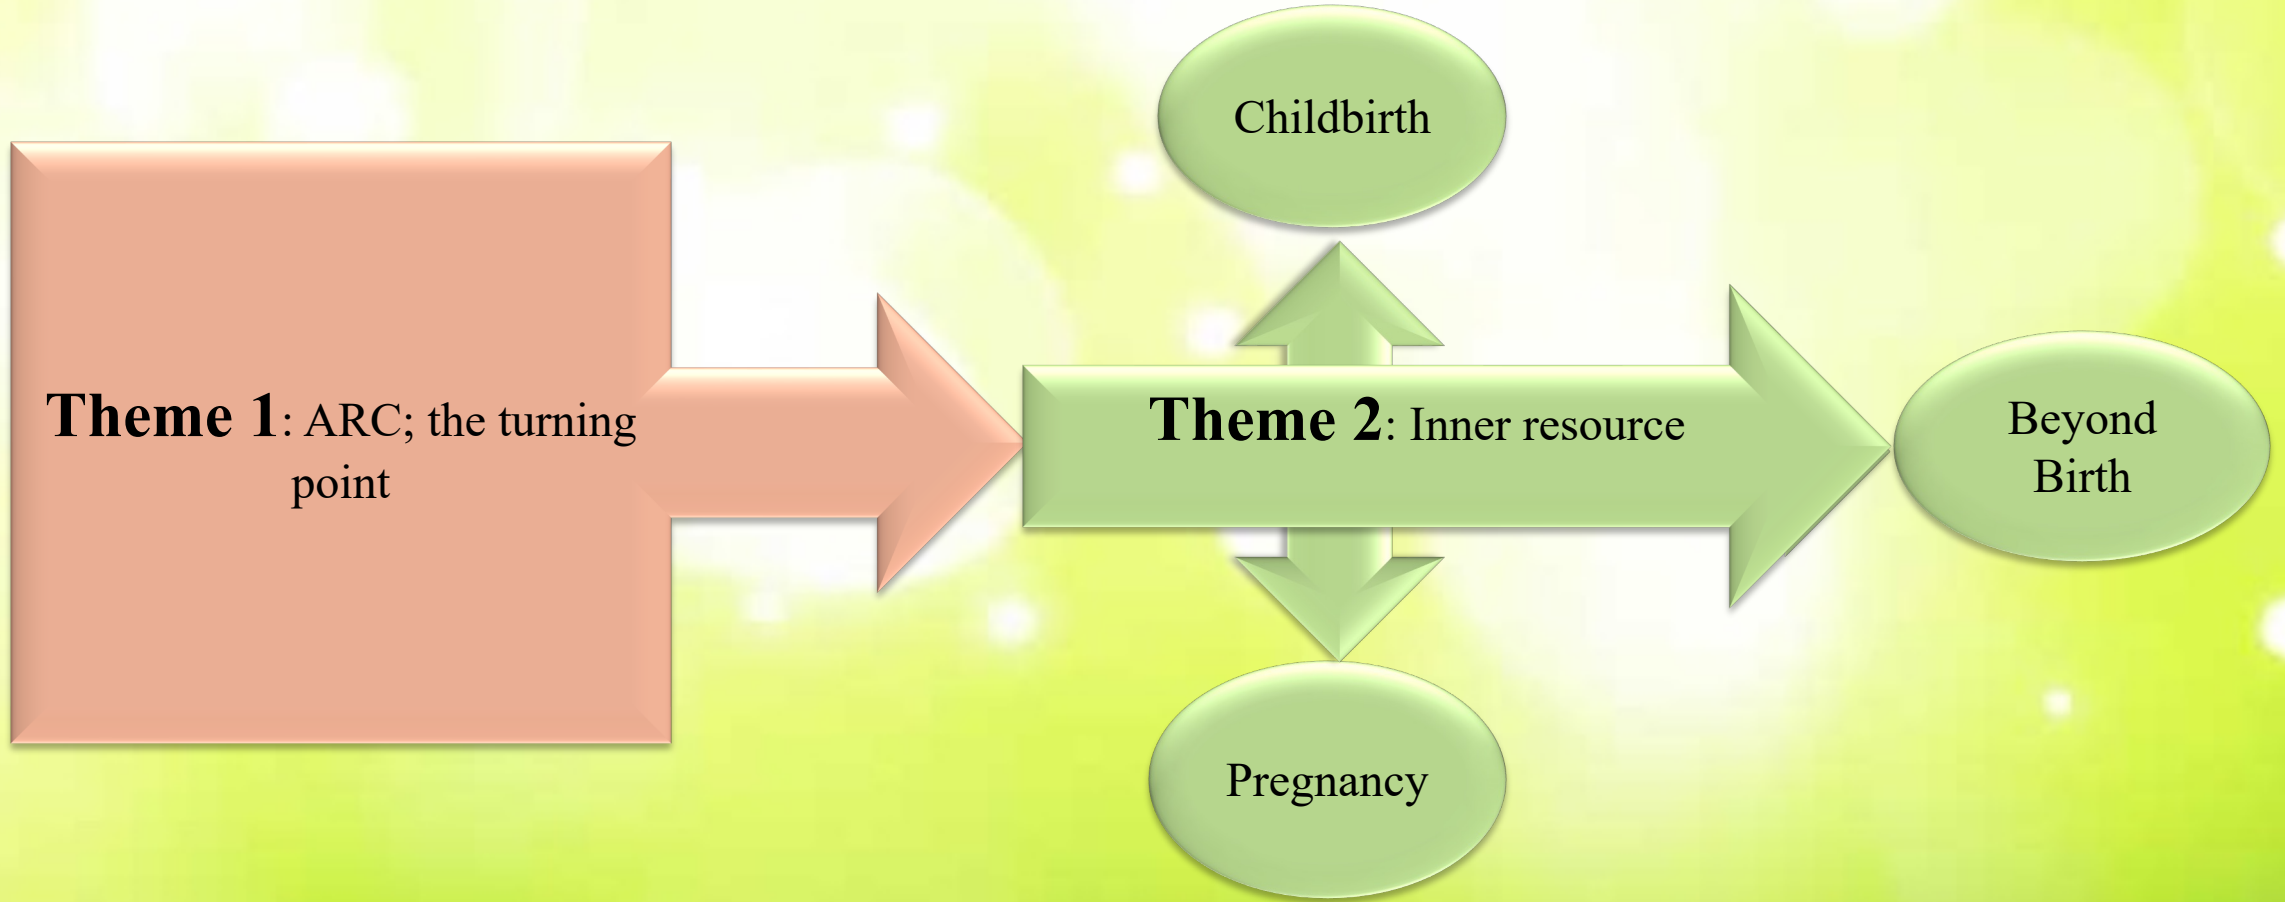 Childbirth
Theme 1: ARC; the turning
point
Theme 2: Inner resource
Beyond
Birth
Pregnancy